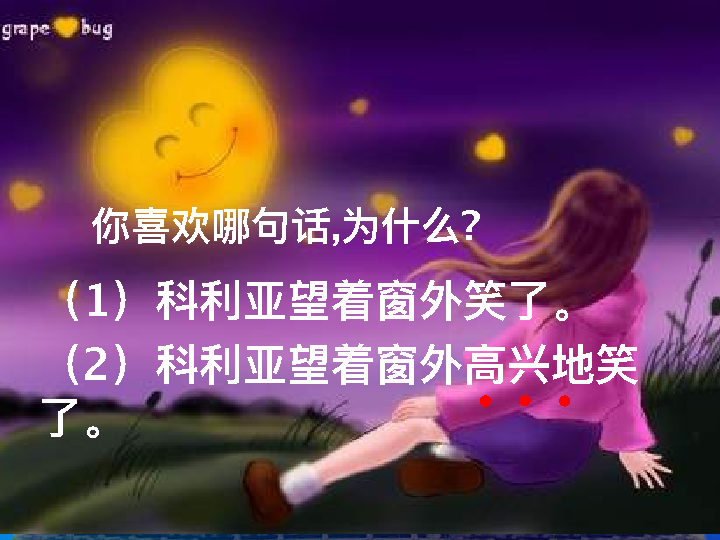 grape bug
你喜欢哪句话,为什么?
（1）科利亚望着窗外笑了。
（2）科利亚望着窗外高兴地笑
了。